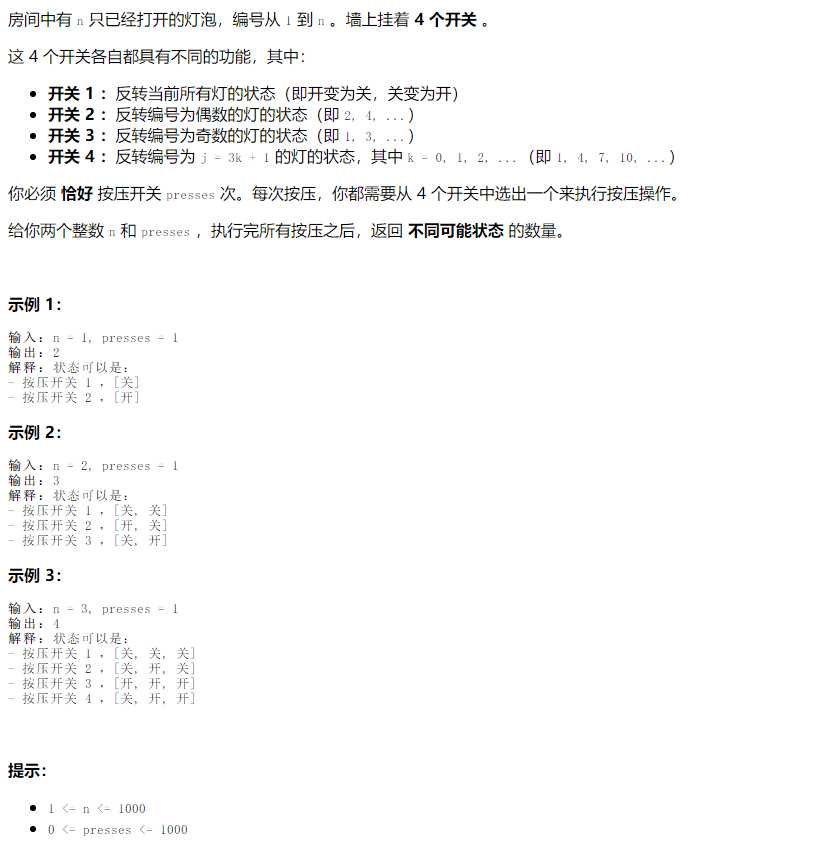 房间中有 n 只已经打开的灯泡，编号从 1 到 n 。墙上挂着 4 个开关 。
这 4 个开关各自都具有不同的功能，其中：
• 开关 1 ：反转当前所有灯的状态（即开变为关，关变为开）
• 开关 2 ：反转编号为偶数的灯的状态（即 2, 4, ...）
• 开关 3 ：反转编号为奇数的灯的状态（即 1, 3, ...）
• 开关 4 ：反转编号为 j = 3k + 1 的灯的状态，其中 k = 0, 1, 2, ...（即 1, 4, 7, 10, ...）
你必须 恰好 按压开关 presses 次。每次按压，你都需要从 4 个开关中选出一个来执行按压操作。
给你两个整数 n 和 presses ，执行完所有按压之后，返回 不同可能状态 的数量。
示例 1：
输入：n = 1, presses = 1
输出：2
解释：状态可以是：
- 按压开关 1 ，[关]
- 按压开关 2 ，[开]
示例 2：
输入：n = 2, presses = 1
输出：3
解释：状态可以是：
- 按压开关 1 ，[关, 关]
- 按压开关 2 ，[开, 关]
- 按压开关 3 ，[关, 开]
示例 3：
输入：n = 3, presses = 1
输出：4
解释：状态可以是：
- 按压开关 1 ，[关, 关, 关]
- 按压开关 2 ，[关, 开, 关]
- 按压开关 3 ，[开, 开, 开]
- 按压开关 4 ，[关, 开, 开]
提示：
• 1 <= n <= 1000
• 0 <= presses <= 1000